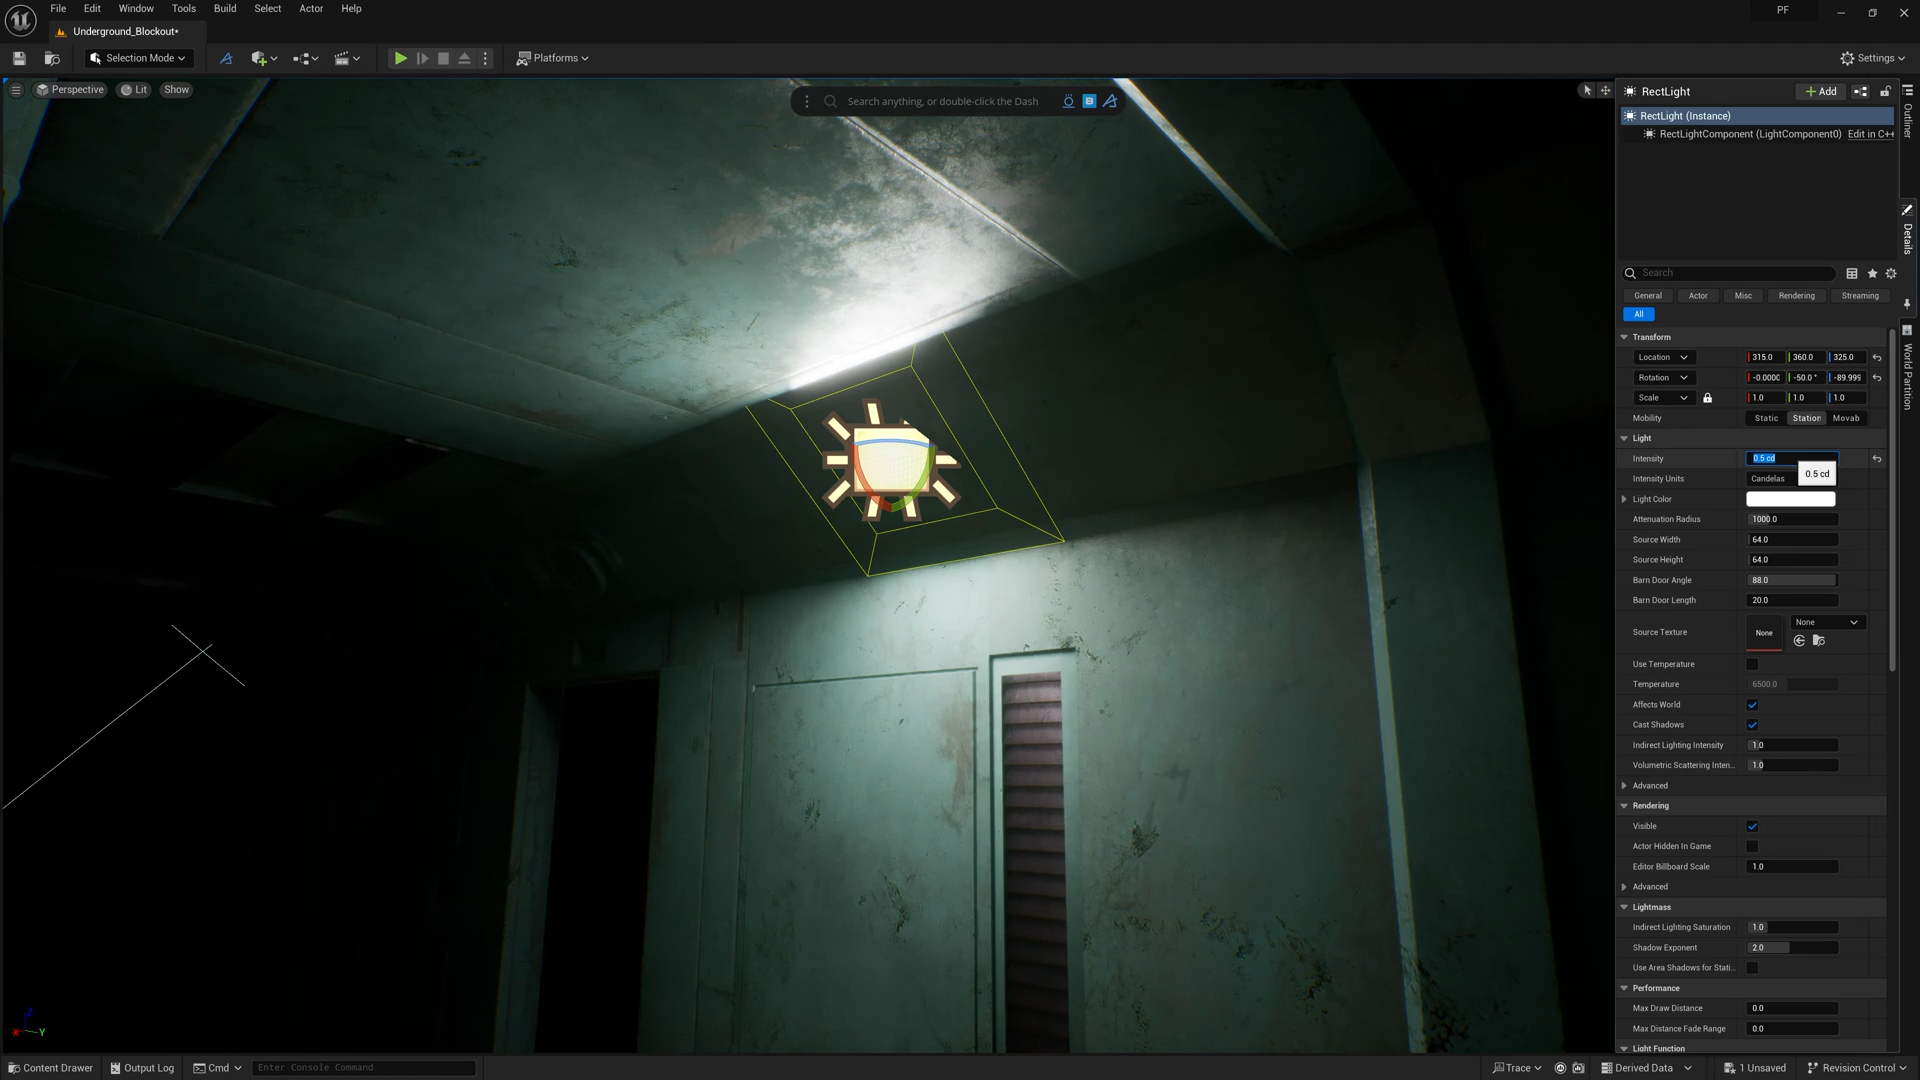 File Edit Window Tools Build Select Actor Help
PF
Underground_Blockout*
Selection Mode
Platforms
Settings
Perspective Lit Show
Search anything, or double-click the Dash
B
RectLight
+ Add
RectLight (Instance)
RectLightComponent (LightComponent0) Edit in C++
Outliner
Details
World Partition
Search
General Actor Misc Rendering Streaming
All
Transform
Location 315.0 360.0 325.0
Rotation -0.0000 -50.0 ° -89.999
Scale 1.0 1.0 1.0
Mobility Static Station Movab
Light
Intensity 0.5 cd
0.5 cd
Intensity Units Candelas
Light Color
Attenuation Radius 1000.0
Source Width 64.0
Source Height 64.0
Barn Door Angle 88.0
Barn Door Length 20.0
None
Source Texture None
Use Temperature
Temperature 6500.0
Affects World
Cast Shadows
Indirect Lighting Intensity 1.0
Volumetric Scattering Inten... 1.0
Advanced
Rendering
Visible
Actor Hidden In Game
Editor Billboard Scale 1.0
Advanced
Lightmass
Indirect Lighting Saturation 1.0
Shadow Exponent 2.0
Use Area Shadows for Stati...
Performance
Max Draw Distance 0.0
Max Distance Fade Range 0.0
Light Function
Z
X Y
Content Drawer Output Log Cmd Enter Console Command
Trace Derived Data 1 Unsaved Revision Control